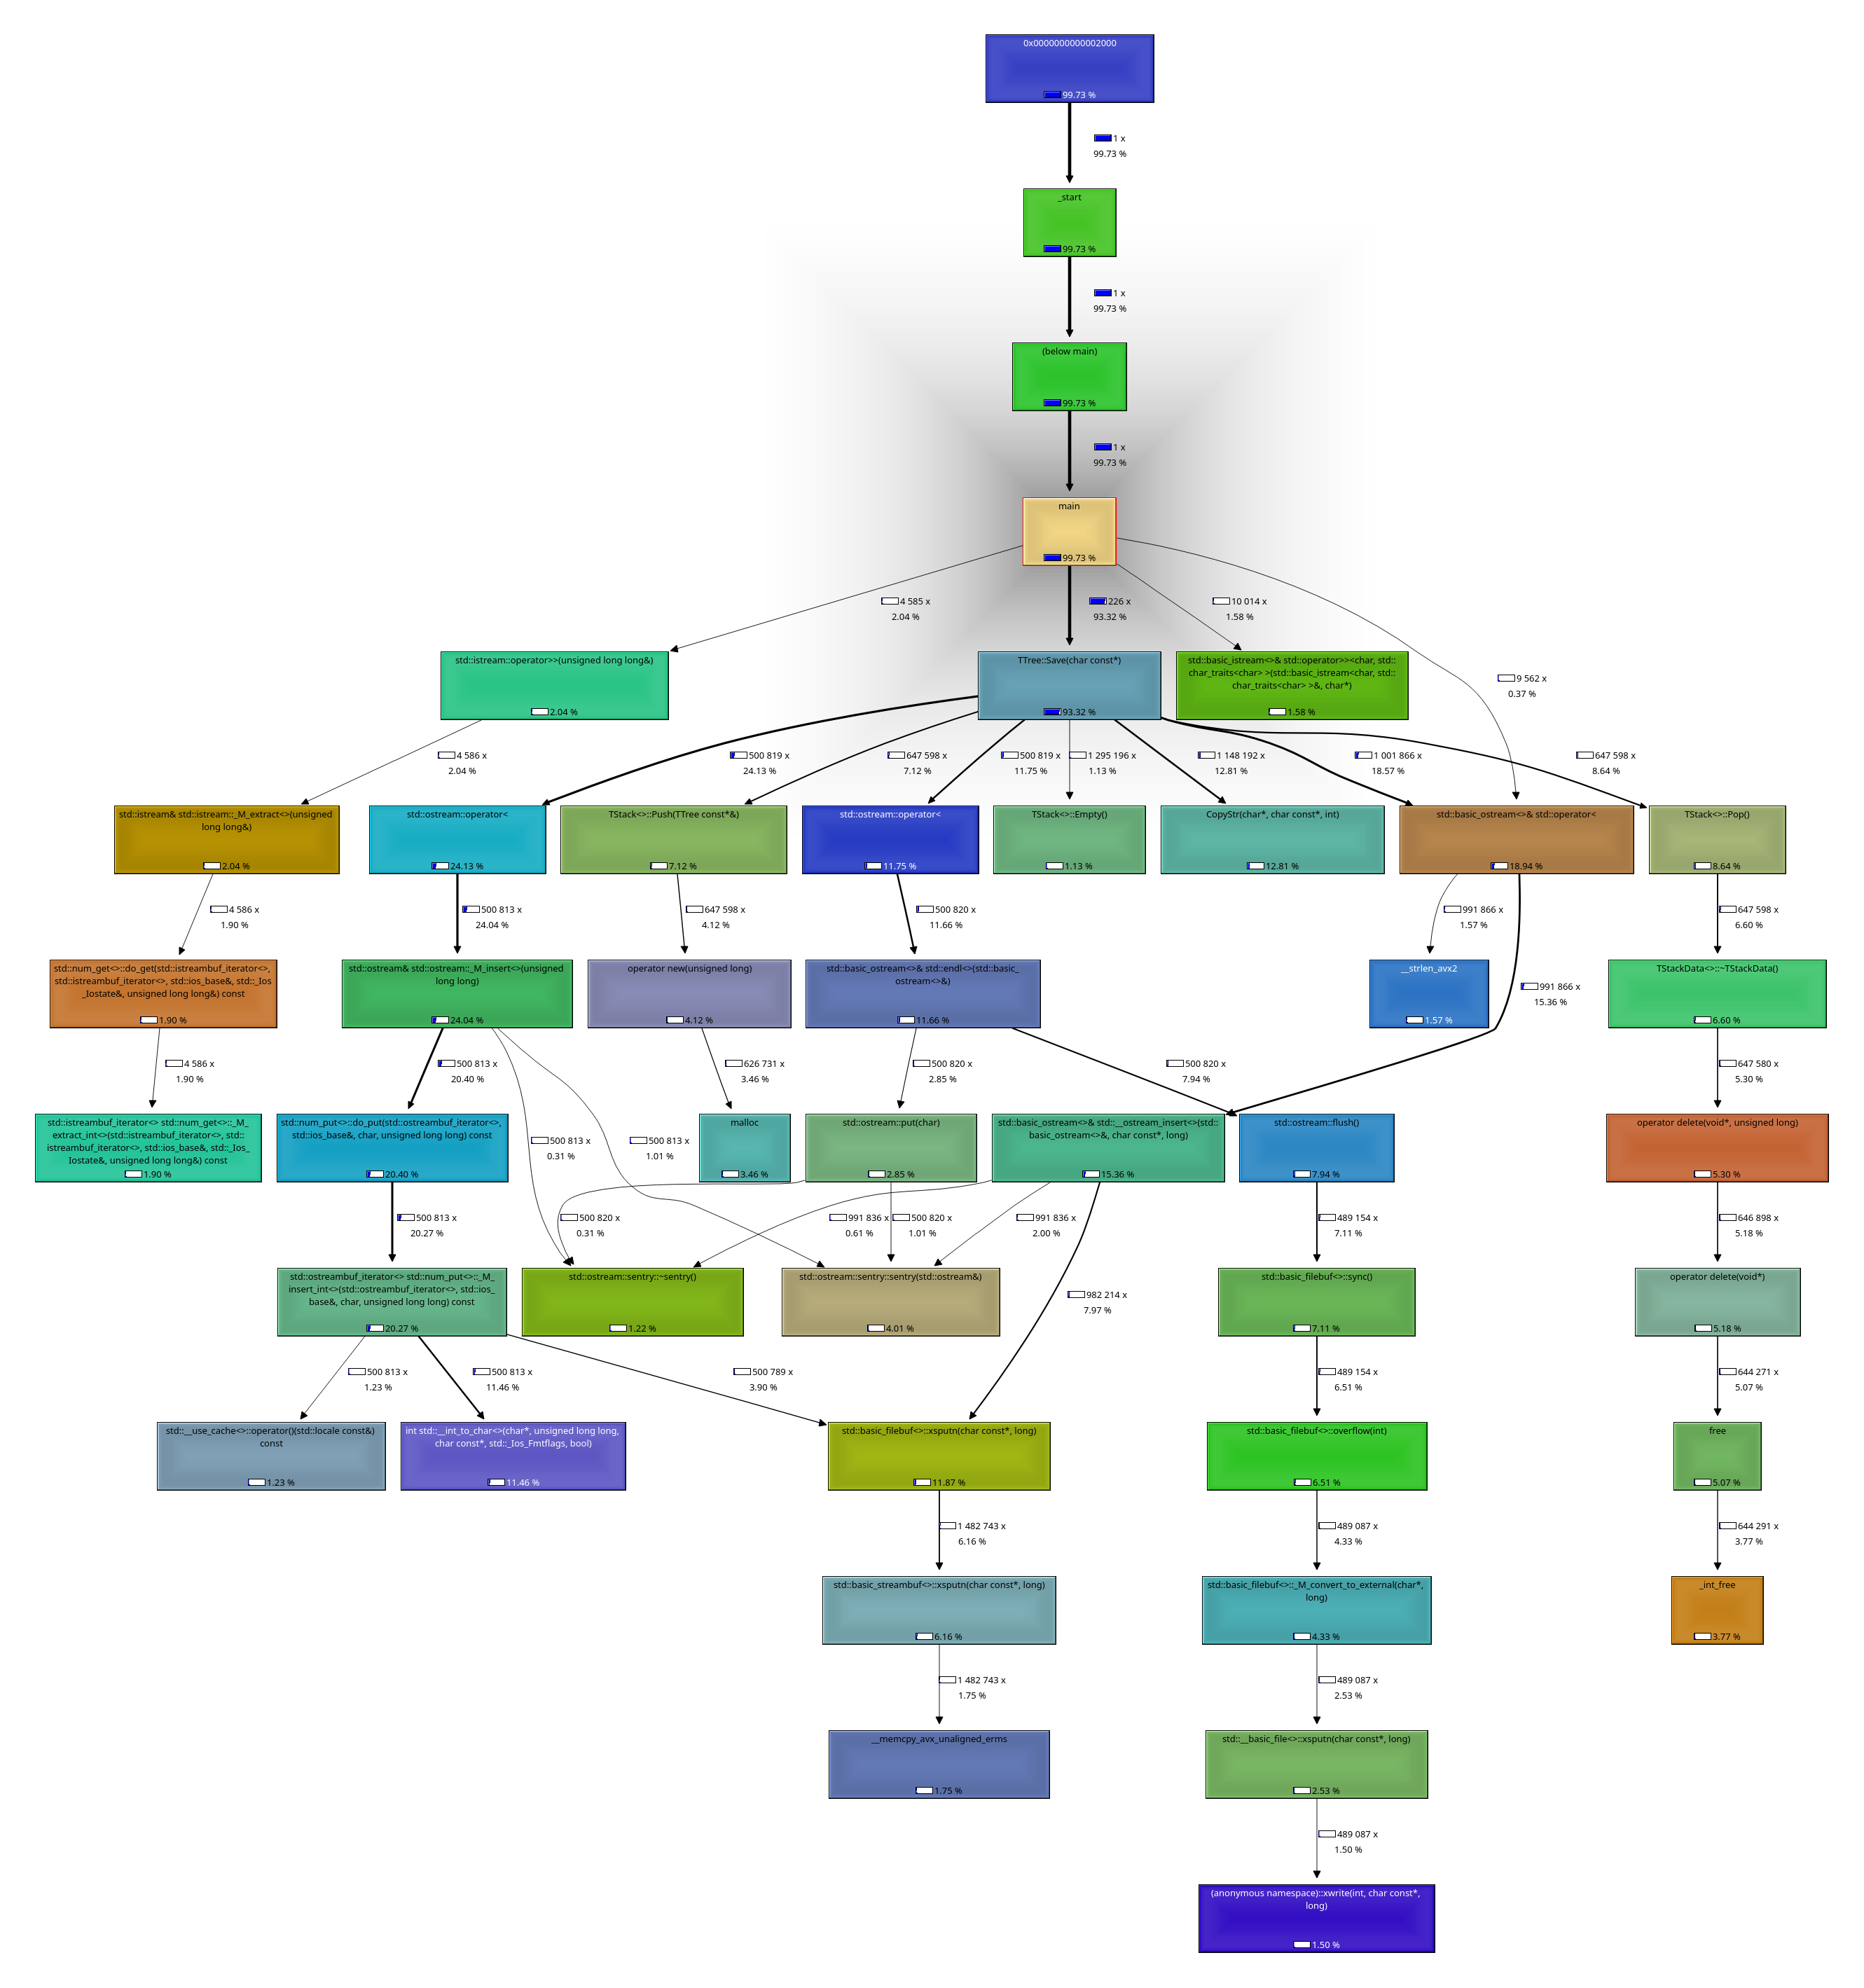 0x0000000000002000
99.73 %
1 x
99.73 %
_start
99.73 %
1 x
99.73 %
(below main)
99.73 %
1 x
99.73 %
main
99.73 %
4 585 x
2.04 %
226 x
93.32 %
10 014 x
1.58 %
9 562 x
0.37 %
std::istream::operator>>(unsigned long long&)
2.04 %
TTree::Save(char const*)
93.32 %
std::basic_istream<>& std::operator>><char, std::
char_traits<char> >(std::basic_istream<char, std::
char_traits<char> >&, char*)
1.58 %
4 586 x
2.04 %
500 819 x
24.13 %
647 598 x
7.12 %
500 819 x
11.75 %
1 295 196 x
1.13 %
1 148 192 x
12.81 %
1 001 866 x
18.57 %
647 598 x
8.64 %
std::istream& std::istream::_M_extract<>(unsigned
long long&)
2.04 %
std::ostream::operator<
24.13 %
TStack<>::Push(TTree const*&)
7.12 %
std::ostream::operator<
11.75 %
TStack<>::Empty()
1.13 %
CopyStr(char*, char const*, int)
12.81 %
std::basic_ostream<>& std::operator<
18.94 %
TStack<>::Pop()
8.64 %
4 586 x
1.90 %
500 813 x
24.04 %
647 598 x
4.12 %
500 820 x
11.66 %
991 866 x
1.57 %
991 866 x
15.36 %
647 598 x
6.60 %
std::num_get<>::do_get(std::istreambuf_iterator<>,
std::istreambuf_iterator<>, std::ios_base&, std::_Ios
_Iostate&, unsigned long long&) const
1.90 %
std::ostream& std::ostream::_M_insert<>(unsigned
long long)
24.04 %
operator new(unsigned long)
4.12 %
std::basic_ostream<>& std::endl<>(std::basic_
ostream<>&)
11.66 %
__strlen_avx2
1.57 %
TStackData<>::~TStackData()
6.60 %
4 586 x
1.90 %
500 813 x
20.40 %
626 731 x
3.46 %
500 820 x
2.85 %
500 820 x
7.94 %
647 580 x
5.30 %
std::istreambuf_iterator<> std::num_get<>::_M_
extract_int<>(std::istreambuf_iterator<>, std::
istreambuf_iterator<>, std::ios_base&, std::_Ios_
Iostate&, unsigned long long&) const
1.90 %
std::num_put<>::do_put(std::ostreambuf_iterator<>,
std::ios_base&, char, unsigned long long) const
20.40 %
500 813 x
0.31 %
500 813 x
1.01 %
malloc
3.46 %
std::ostream::put(char)
2.85 %
std::basic_ostream<>& std::__ostream_insert<>(std::
basic_ostream<>&, char const*, long)
15.36 %
std::ostream::flush()
7.94 %
operator delete(void*, unsigned long)
5.30 %
500 813 x
20.27 %
500 820 x
0.31 %
991 836 x
0.61 %
500 820 x
1.01 %
991 836 x
2.00 %
489 154 x
7.11 %
646 898 x
5.18 %
std::ostreambuf_iterator<> std::num_put<>::_M_
insert_int<>(std::ostreambuf_iterator<>, std::ios_
base&, char, unsigned long long) const
20.27 %
std::ostream::sentry::~sentry()
1.22 %
std::ostream::sentry::sentry(std::ostream&)
4.01 %
982 214 x
7.97 %
std::basic_filebuf<>::sync()
7.11 %
operator delete(void*)
5.18 %
500 813 x
1.23 %
500 813 x
11.46 %
500 789 x
3.90 %
489 154 x
6.51 %
644 271 x
5.07 %
std::__use_cache<>::operator()(std::locale const&)
const
1.23 %
int std::__int_to_char<>(char*, unsigned long long,
char const*, std::_Ios_Fmtflags, bool)
11.46 %
std::basic_filebuf<>::xsputn(char const*, long)
11.87 %
std::basic_filebuf<>::overflow(int)
6.51 %
free
5.07 %
1 482 743 x
6.16 %
489 087 x
4.33 %
644 291 x
3.77 %
std::basic_streambuf<>::xsputn(char const*, long)
6.16 %
std::basic_filebuf<>::_M_convert_to_external(char*,
long)
4.33 %
_int_free
3.77 %
1 482 743 x
1.75 %
489 087 x
2.53 %
__memcpy_avx_unaligned_erms
1.75 %
std::__basic_file<>::xsputn(char const*, long)
2.53 %
489 087 x
1.50 %
(anonymous namespace)::xwrite(int, char const*,
long)
1.50 %